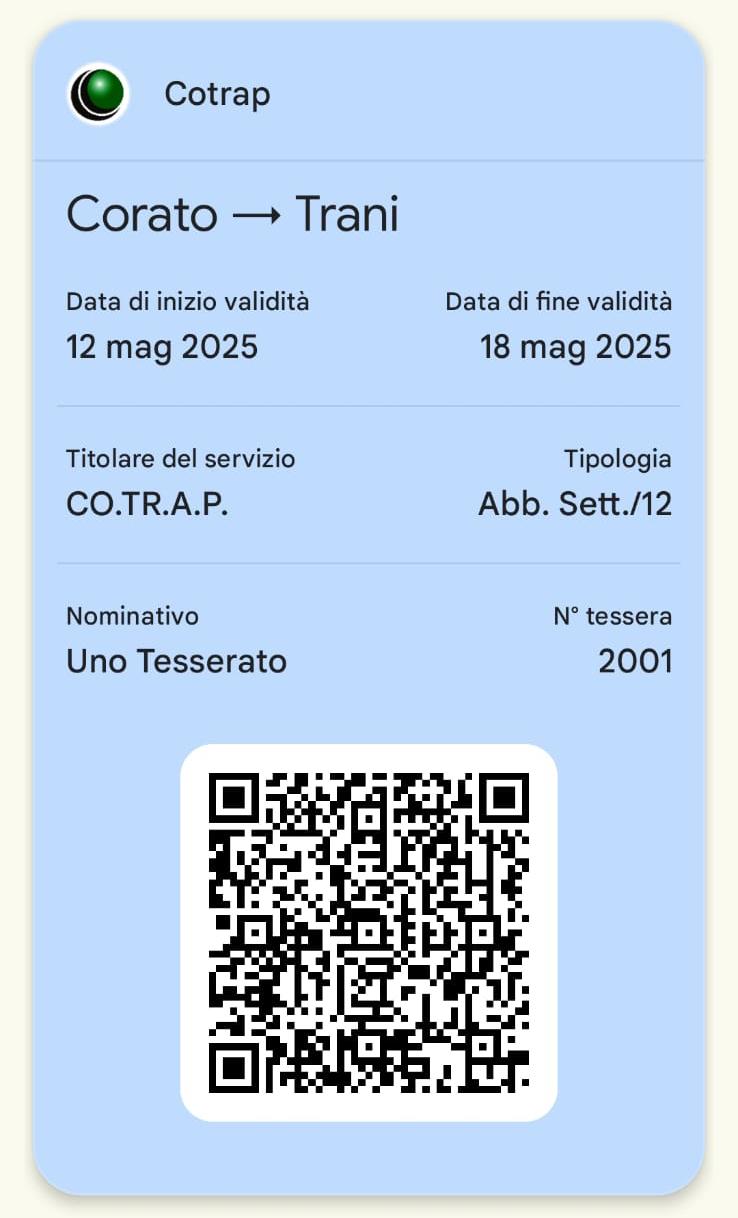 Cotrap
Corato → Trani
Data di inizio validità Data di fine validità
12 mag 2025 18 mag 2025
Titolare del servizio Tipologia
CO.TR.A.P. Abb. Sett./12
Nominativo N° tessera
Uno Tesserato 2001